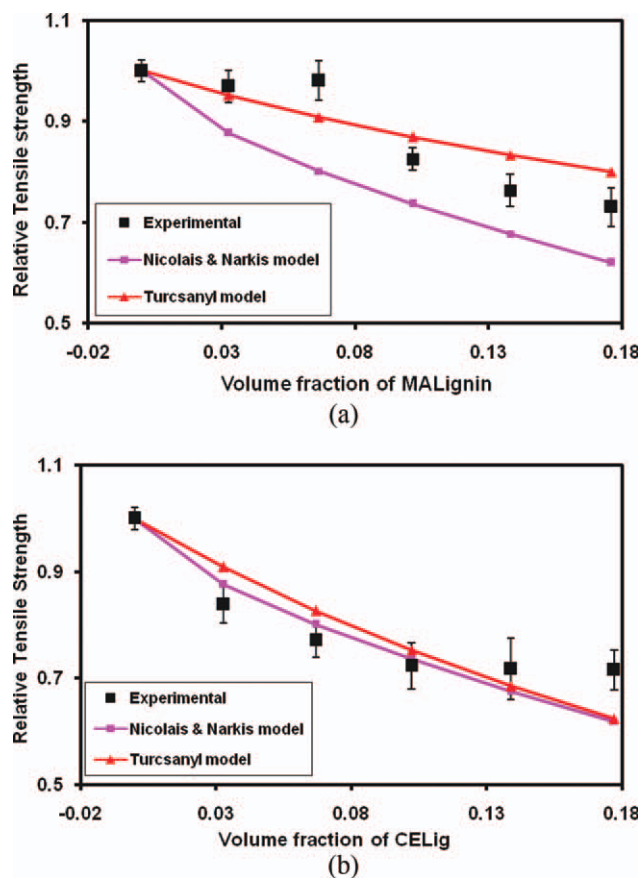 1.1
0.9
0.7
0.5
Relative Tensile strength
Experimental
Nicolais & Narkis model
Turcsanyl model
-0.02 0.03 0.08 0.13 0.18
Volume fraction of MALignin
(a)
1.1
0.9
0.7
0.5
Relative Tensile Strength
Experimental
Nicolais & Narkis model
Turcsanyl model
-0.02 0.03 0.08 0.13 0.18
Volume fraction of CELig
(b)